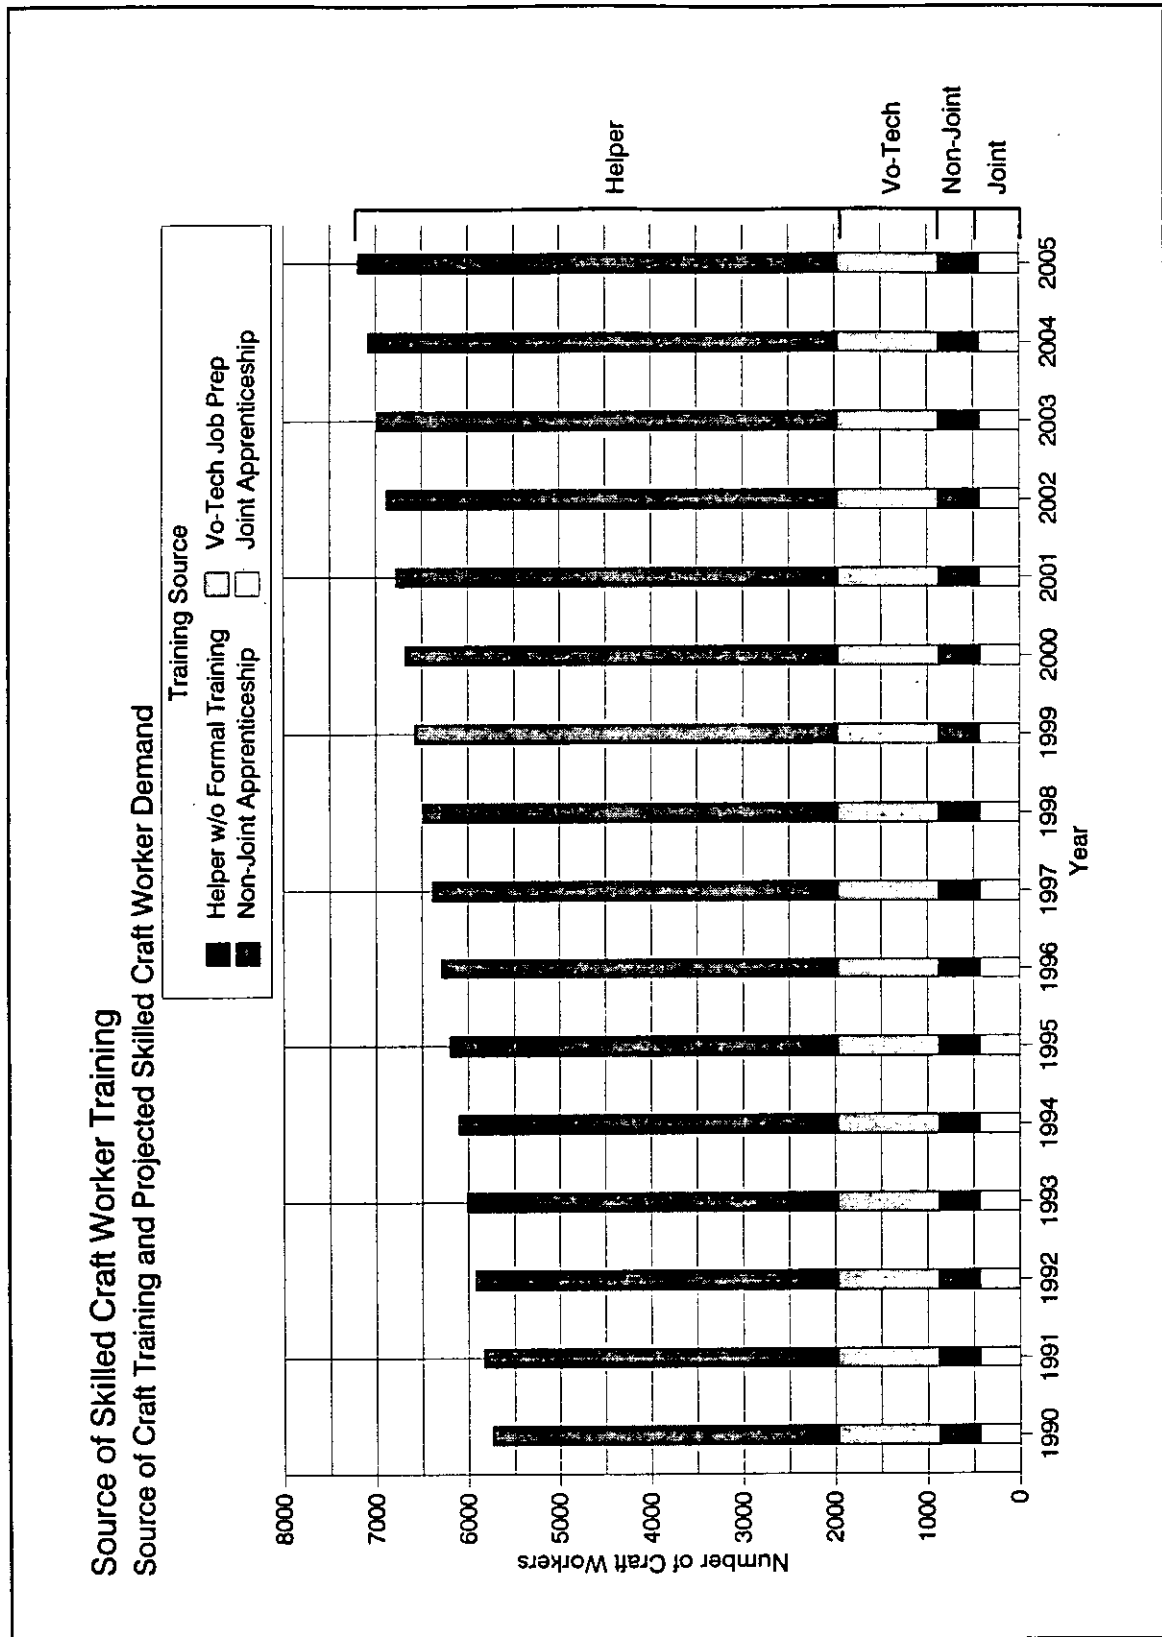 Source of Skilled Craft Worker Training
Source of Craft Training and Projected Skilled Craft Worker Demand
Training Source
Helper w/o Formal Training
Vo-Tech Job Prep
Non-Joint Apprenticeship
Joint Apprenticeship
Number of Craft Workers
8000
7000
6000
5000
4000
3000
2000
1000
0
Helper
Vo-Tech
Non-Joint
Joint
1990 1991 1992 1993 1994 1995 1996 1997 1998 1999 2000 2001 2002 2003 2004 2005
Year